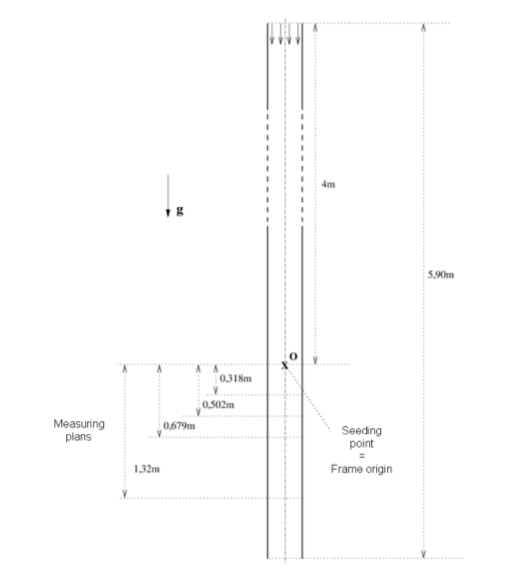 4m
g
5,90m
O
x
0,318m
0,502m
Measuring
plans
0,679m
Seeding
point
=
Frame origin
1,32m